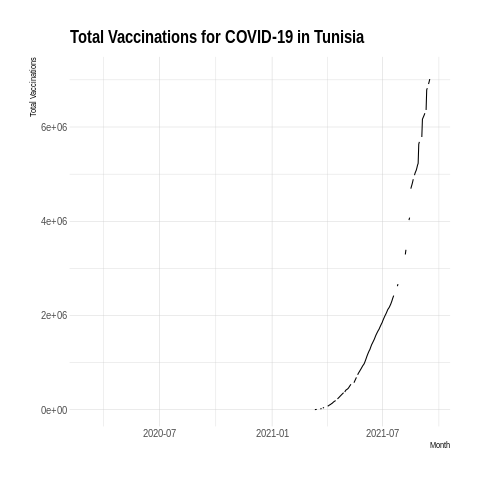 Total Vaccinations for COVID-19 in Tunisia
Total Vaccinations
6e+06
4e+06
2e+06
0e+00
2020-07 2021-01 2021-07
Month